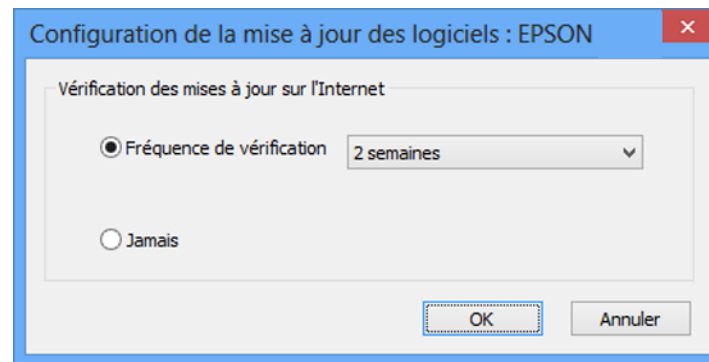 Configuration de la mise à jour des logiciels : EPSON
Vérification des mises à jour sur l'Internet
Fréquence de vérification
2 semaines
Jamais
OK
Annuler